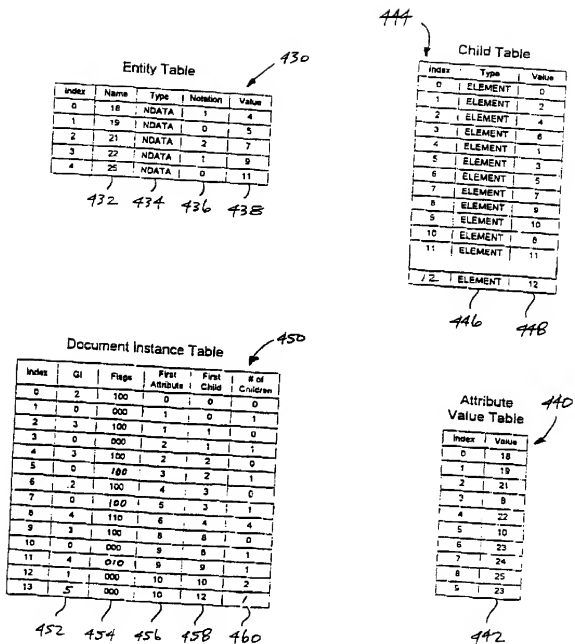 Entity Table
430
Index Name Type Notation Value
0 18 NDATA 1 4
1 19 NDATA 0 5
2 21 NDATA 2 7
3 22 NDATA 1 9
4 25 NDATA 0 11
432 434 436 438
444
Child Table
Index Type Value
0 ELEMENT 0
1 ELEMENT 2
2 ELEMENT 4
3 ELEMENT 6
4 ELEMENT 1
5 ELEMENT 3
6 ELEMENT 5
7 ELEMENT 7
8 ELEMENT 9
9 ELEMENT 10
10 ELEMENT 8
11 ELEMENT 11
12 ELEMENT 12
446 448
Document Instance Table
450
Index GI Flags First Attribute First Child # of Children
0 2 100 0 0 0
1 0 000 1 0 1
2 3 100 1 1 0
3 0 000 2 1 1
4 3 100 2 2 0
5 0 100 3 2 1
6 2 100 4 3 0
7 0 100 5 3 1
8 4 110 6 4 4
9 3 100 8 8 0
10 0 000 9 8 1
11 4 010 9 9 1
12 1 000 10 10 2
13 5 000 10 12
452 454 456 458 460
Attribute
Value Table
440
Index Value
0 18
1 19
2 21
3 8
4 22
5 10
6 23
7 24
8 25
9 23
442